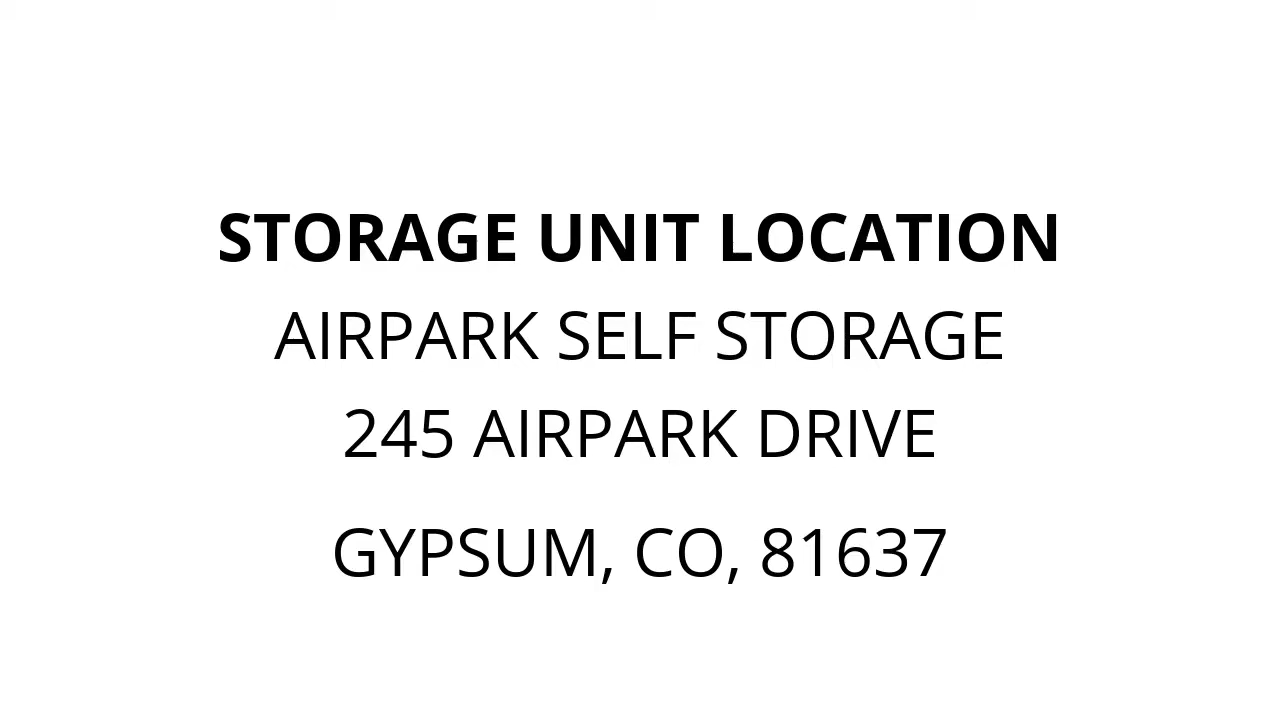 STORAGE UNIT LOCATION
AIRPARK SELF STORAGE
245 AIRPARK DRIVE
GYPSUM, CO, 81637